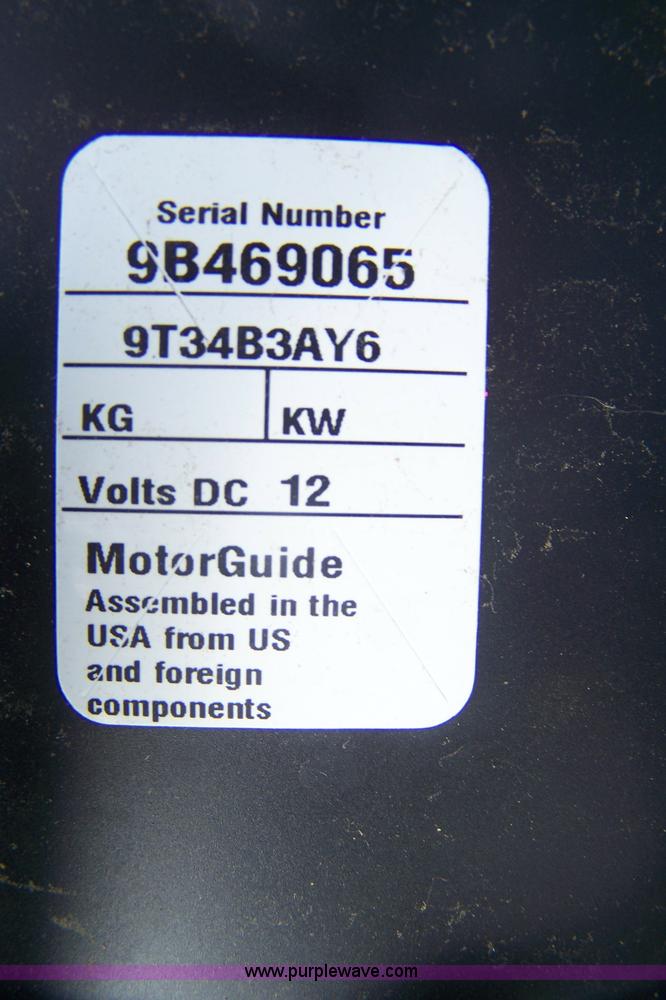 Serial Number
9B469065
9T34B3AY6
KG KW
Volts DC 12
MotorGuide
Assembled in the
USA from US
and foreign
components
www.purplewave.com